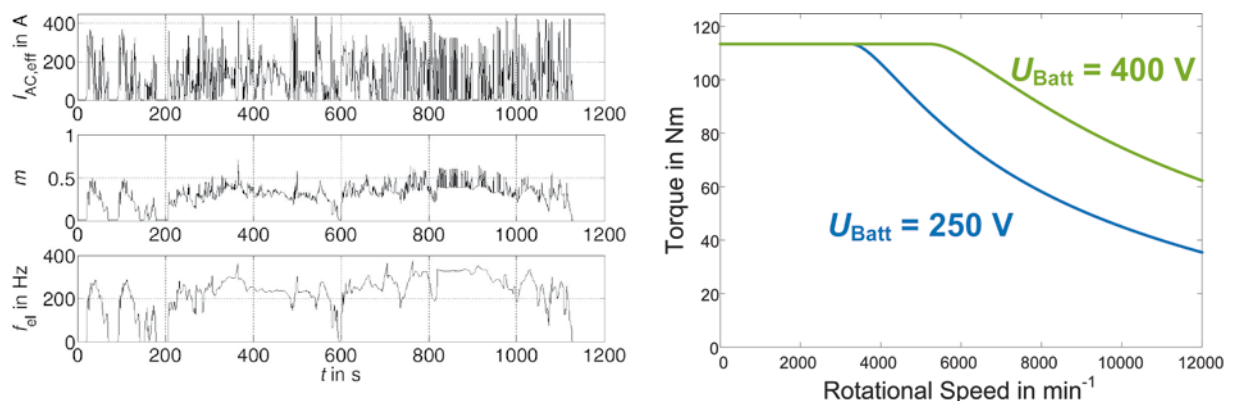 I_AC,eff in A
400
200
0
0 200 400 600 800 1000 1200
m
1
0.5
0
0 200 400 600 800 1000 1200
f_el in Hz
400
200
0
0 200 400 600 800 1000 1200
t in s
Torque in Nm
120
100
80
60
40
20
0
U_Batt = 400 V
U_Batt = 250 V
0 2000 4000 6000 8000 10000 12000
Rotational Speed in min⁻¹